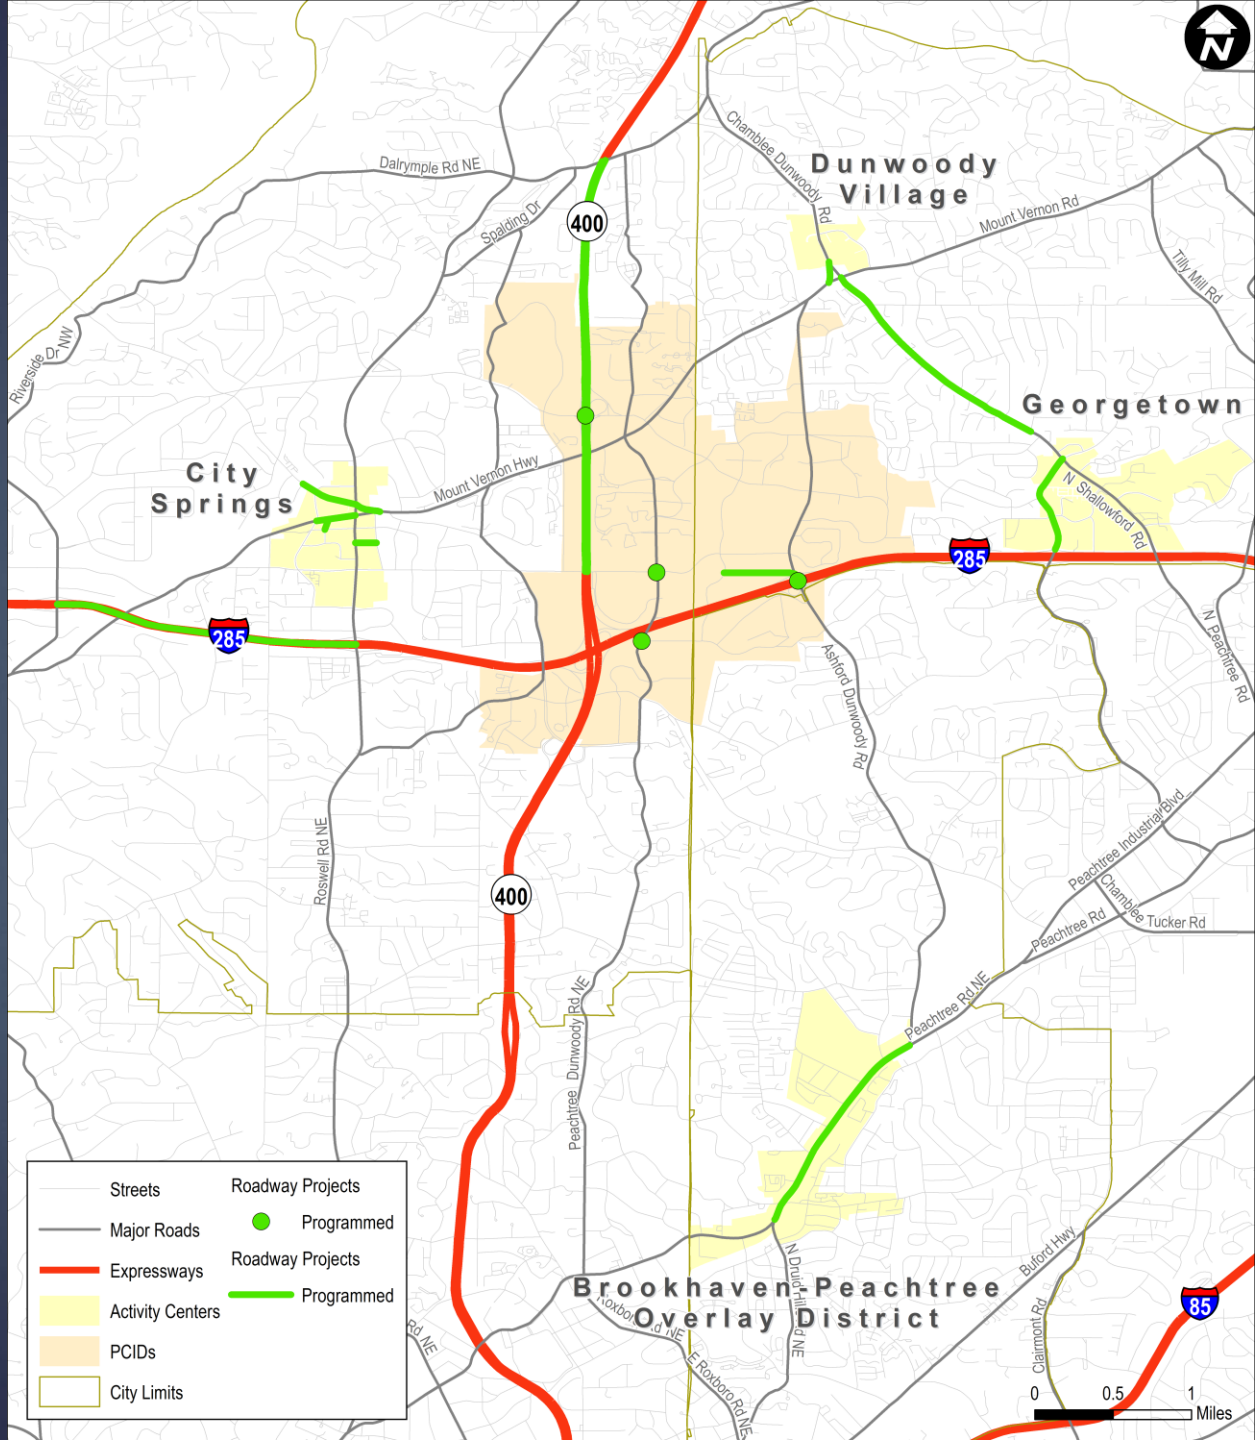 N
Dalrymple Rd NE
Chamblee Dunwoody Rd
Dunwoody
Village
Spalding Dr
400
Mount Vernon Rd
Tilly Mill Rd
Riverside Dr NW
Georgetown
City
Springs
Mount Vernon Hwy
N Shallowford Rd
285
285
N Peachtree Rd
Ashford Dunwoody Rd
Roswell Rd NE
Peachtree Industrial Blvd
400
Chamblee Tucker Rd
Peachtree Rd
Peachtree Rd NE
Peachtree Dunwoody Rd NE
Streets
Major Roads
Expressways
Activity Centers
PCIDs
City Limits
Roadway Projects
Programmed
Roadway Projects
Programmed
Rd NE
Brookhaven-Peachtree
Overlay District
N Druid Hills Rd NE
E Roxboro Rd NE
Buford Hwy
Clairmont Rd
85
0 0.5 1
Miles